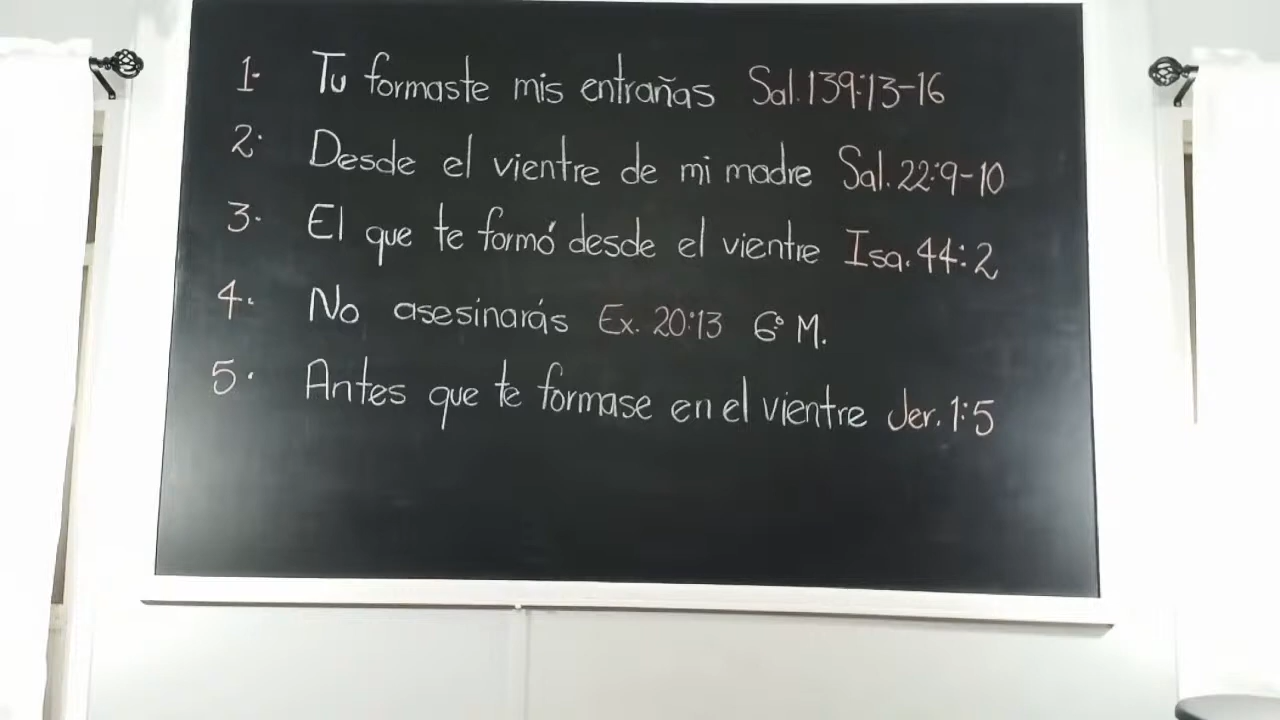 1- Tu formaste mis entrañas Sal.139:13-16
2. Desde el vientre de mi madre Sal.22:9-10
3. El que te formó desde el vientre Isa.44:2
4. No asesinarás Ex. 20:13 6° M.
5. Antes que te formase en el vientre Jer. 1:5